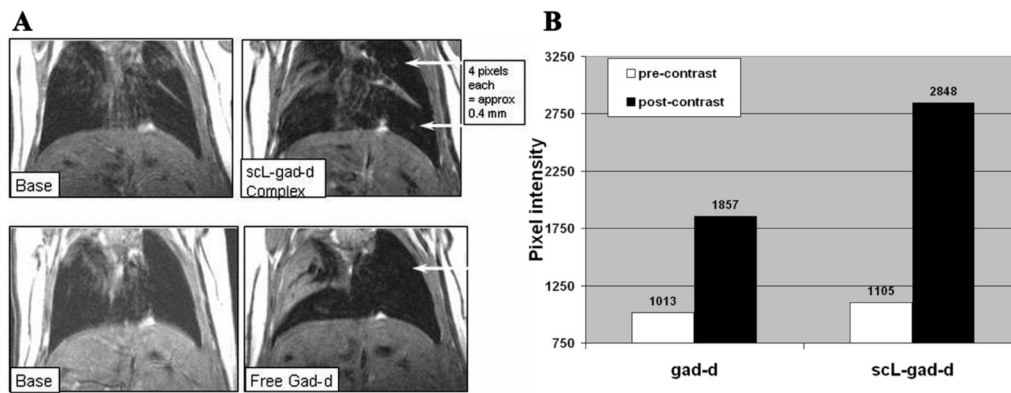 A
Base
scL-gad-d
Complex
4 pixels
each
= approx
0.4 mm
Base
Free Gad-d
B
Pixel intensity
3250
2750
2250
1750
1250
750
pre-contrast
post-contrast
1013
1857
1105
2848
gad-d
scL-gad-d